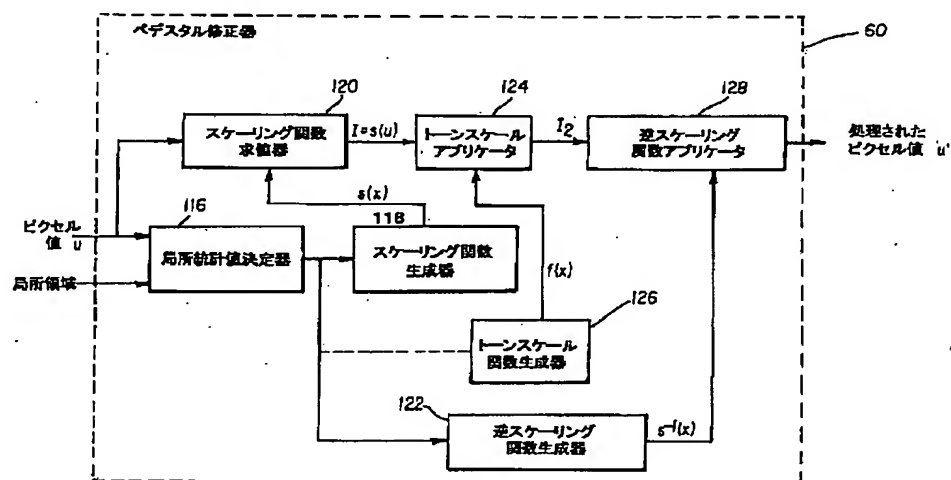 ペデスタル修正器
60
120
124
128
スケーリング関数
求値器
I=s(u)
トーンスケール
アプリケータ
I2
逆スケーリング
関数アプリケータ
処理された
ピクセル値 u'
s(x)
118
116
ピクセル
値 u
局所統計値決定器
スケーリング関数
生成器
局所領域
f(x)
126
トーンスケール
関数生成器
122
逆スケーリング
関数生成器
s-1(x)